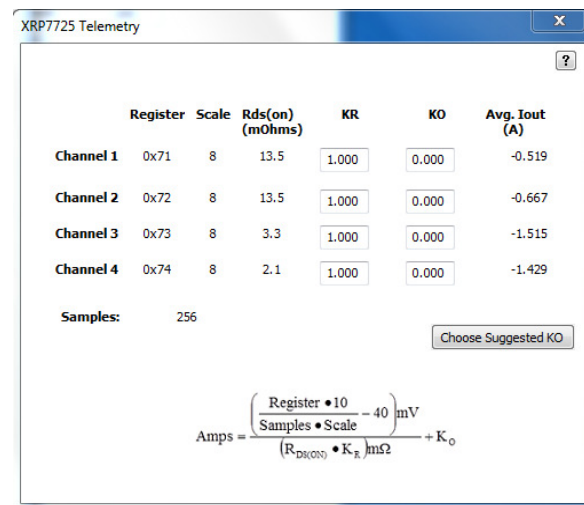 XRP7725 Telemetry
x
?
Register Scale Rds(on) (mOhms) KR KO Avg. Iout (A)
Channel 1 0x71 8 13.5 1.000 0.000 -0.519
Channel 2 0x72 8 13.5 1.000 0.000 -0.667
Channel 3 0x73 8 3.3 1.000 0.000 -1.515
Channel 4 0x74 8 2.1 1.000 0.000 -1.429
Samples: 256
Choose Suggested KO
Amps = ((Register • 10 / Samples • Scale) − 40) mV / (R_DS(ON) • K_R) mΩ + K_O